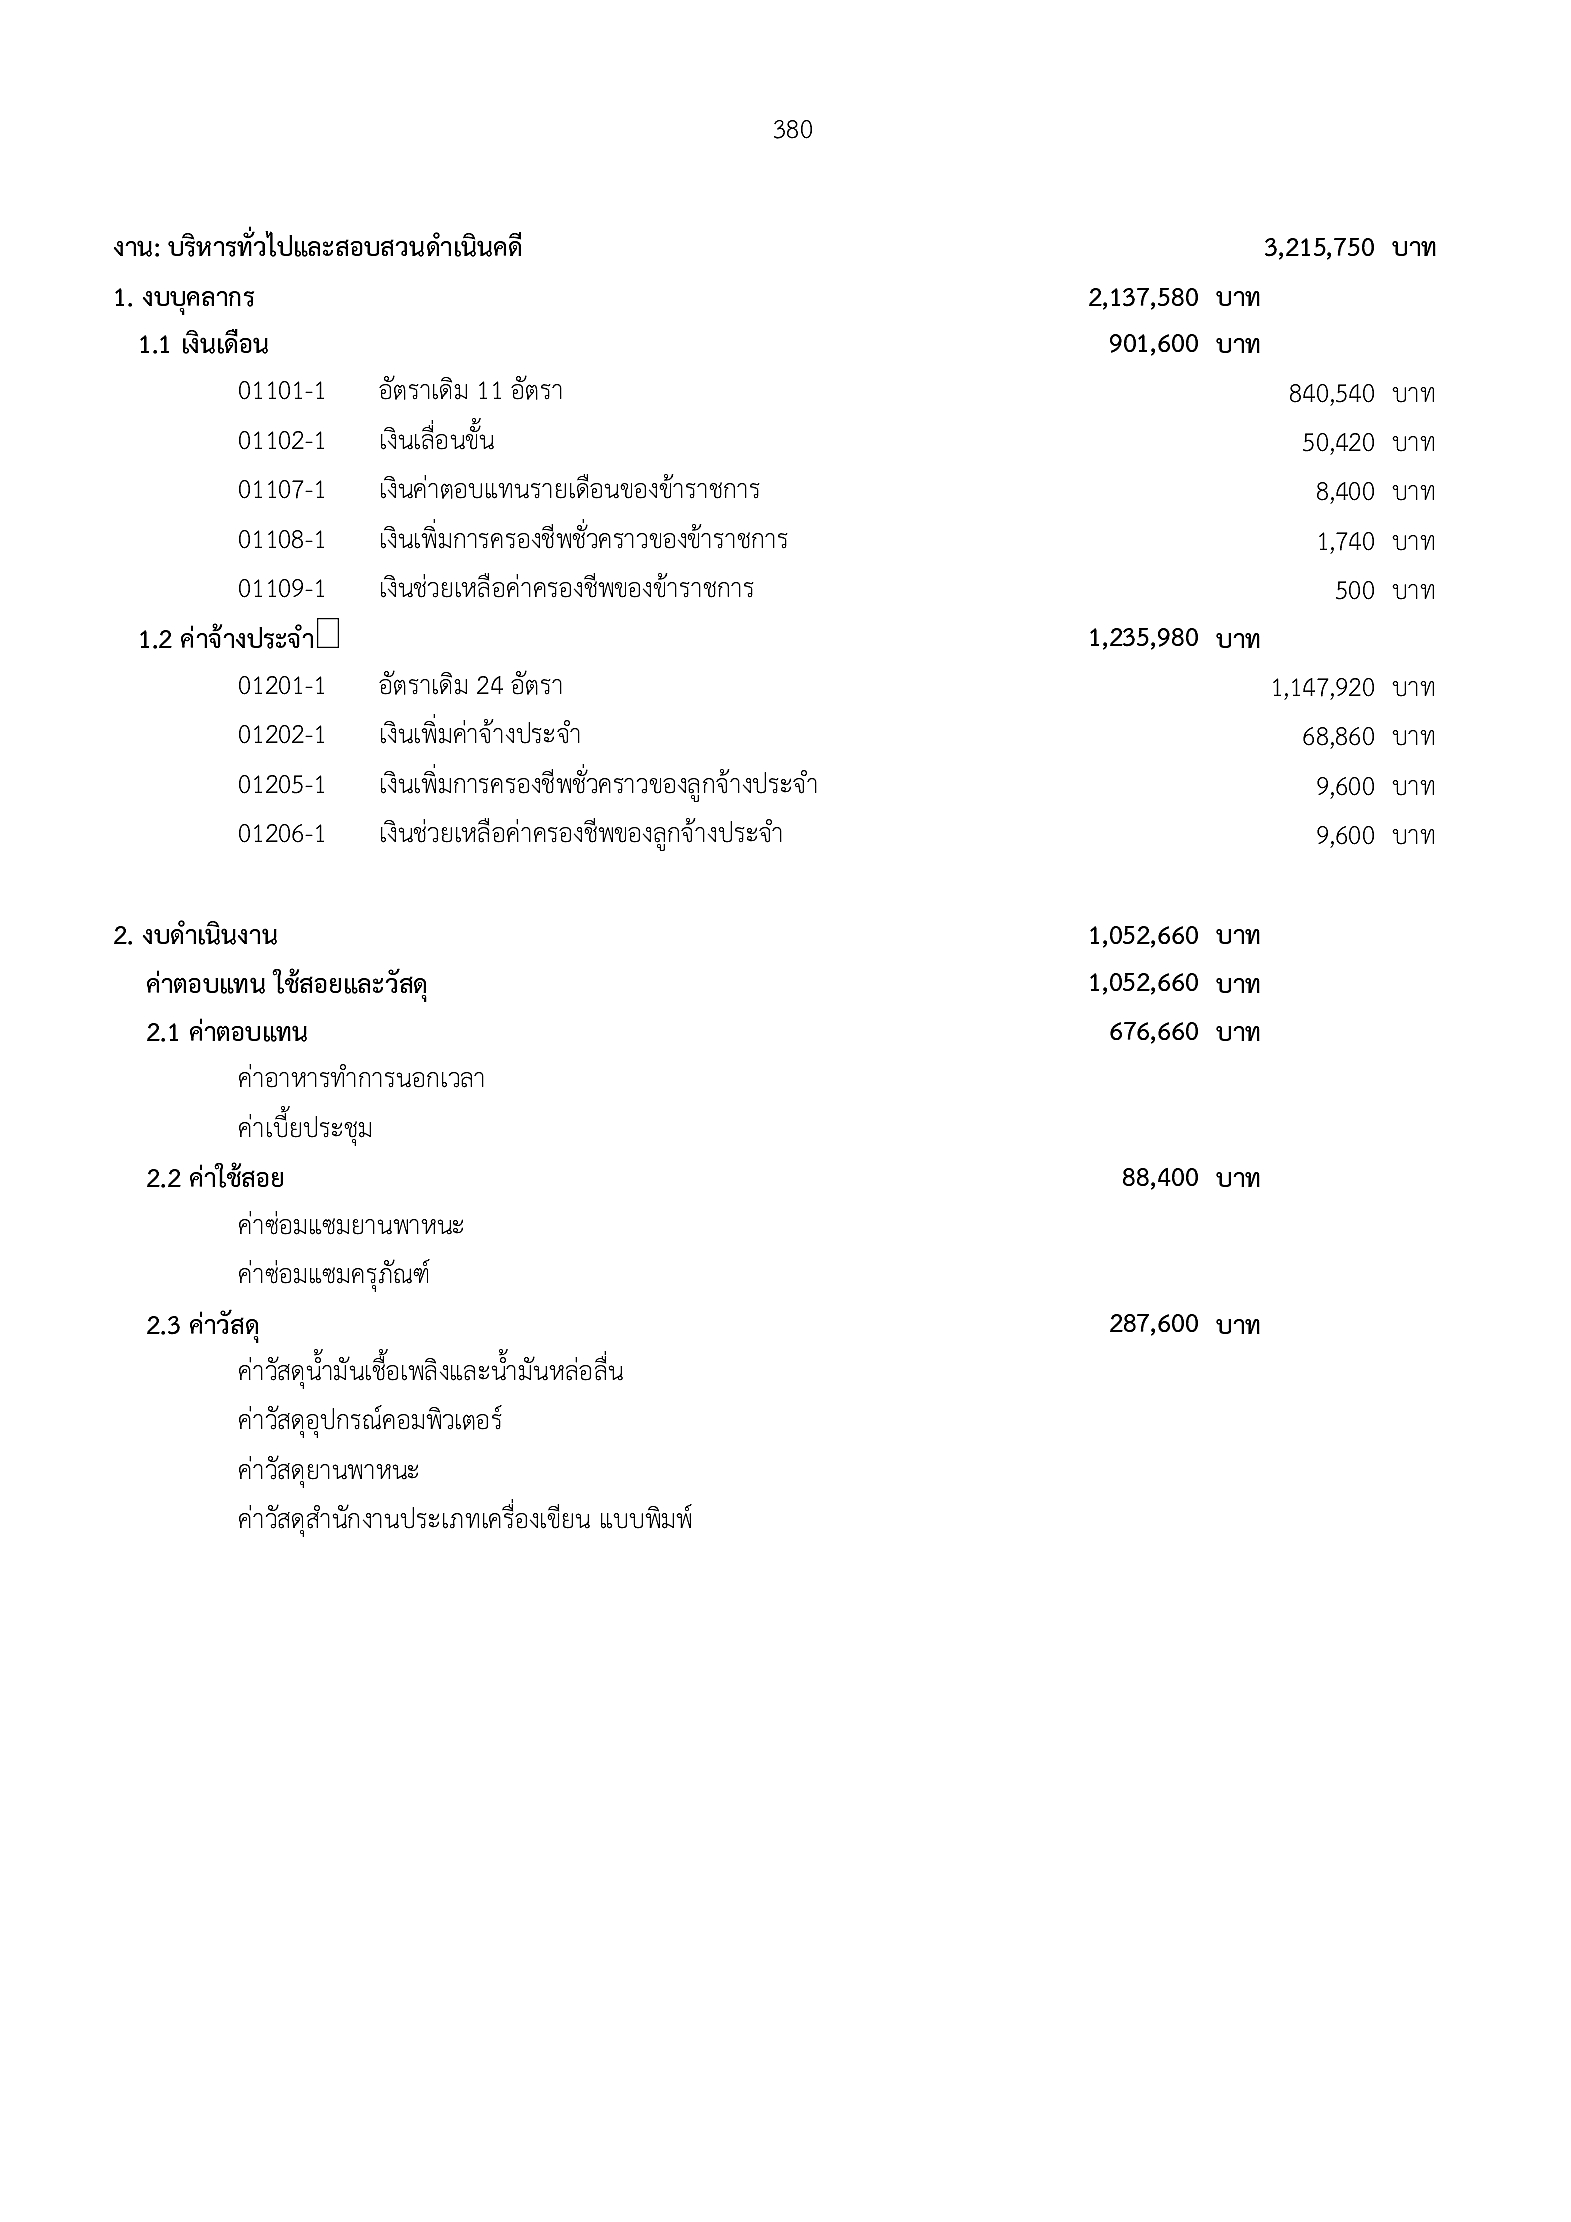 380
งาน: บริหารทั่วไปและสอบสวนดำเนินคดี 3,215,750 บาท
1. งบบุคลากร 2,137,580 บาท
1.1 เงินเดือน 901,600 บาท
01101-1 อัตราเดิม 11 อัตรา 840,540 บาท
01102-1 เงินเลื่อนขั้น 50,420 บาท
01107-1 เงินค่าตอบแทนรายเดือนของข้าราชการ 8,400 บาท
01108-1 เงินเพิ่มการครองชีพชั่วคราวของข้าราชการ 1,740 บาท
01109-1 เงินช่วยเหลือค่าครองชีพของข้าราชการ 500 บาท
1.2 ค่าจ้างประจำ 1,235,980 บาท
01201-1 อัตราเดิม 24 อัตรา 1,147,920 บาท
01202-1 เงินเพิ่มค่าจ้างประจำ 68,860 บาท
01205-1 เงินเพิ่มการครองชีพชั่วคราวของลูกจ้างประจำ 9,600 บาท
01206-1 เงินช่วยเหลือค่าครองชีพของลูกจ้างประจำ 9,600 บาท
2. งบดำเนินงาน 1,052,660 บาท
ค่าตอบแทน ใช้สอยและวัสดุ 1,052,660 บาท
2.1 ค่าตอบแทน 676,660 บาท
ค่าอาหารทำการนอกเวลา
ค่าเบี้ยประชุม
2.2 ค่าใช้สอย 88,400 บาท
ค่าซ่อมแซมยานพาหนะ
ค่าซ่อมแซมครุภัณฑ์
2.3 ค่าวัสดุ 287,600 บาท
ค่าวัสดุน้ำมันเชื้อเพลิงและน้ำมันหล่อลื่น
ค่าวัสดุอุปกรณ์คอมพิวเตอร์
ค่าวัสดุยานพาหนะ
ค่าวัสดุสำนักงานประเภทเครื่องเขียน แบบพิมพ์